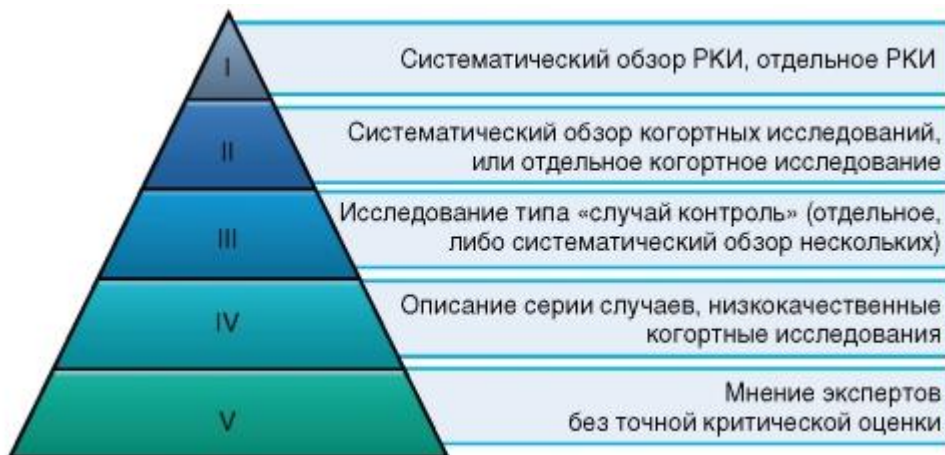 I
Систематический обзор РКИ, отдельное РКИ
II
Систематический обзор когортных исследований,
или отдельное когортное исследование
III
Исследование типа «случай контроль» (отдельное,
либо систематический обзор нескольких)
IV
Описание серии случаев, низкокачественные
когортные исследования
V
Мнение экспертов
без точной критической оценки